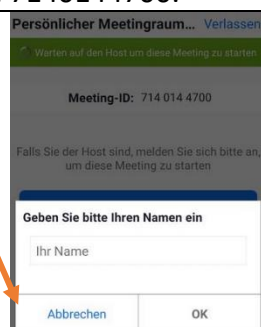 Persönlicher Meetingraum... Verlassen
Warten auf den Host um diese Meeting zu starten
Meeting-ID: 714 014 4700
Falls Sie der Host sind, melden Sie sich bitte an,
um diese Meeting zu starten
Geben Sie bitte Ihren Namen ein
Ihr Name
Abbrechen OK